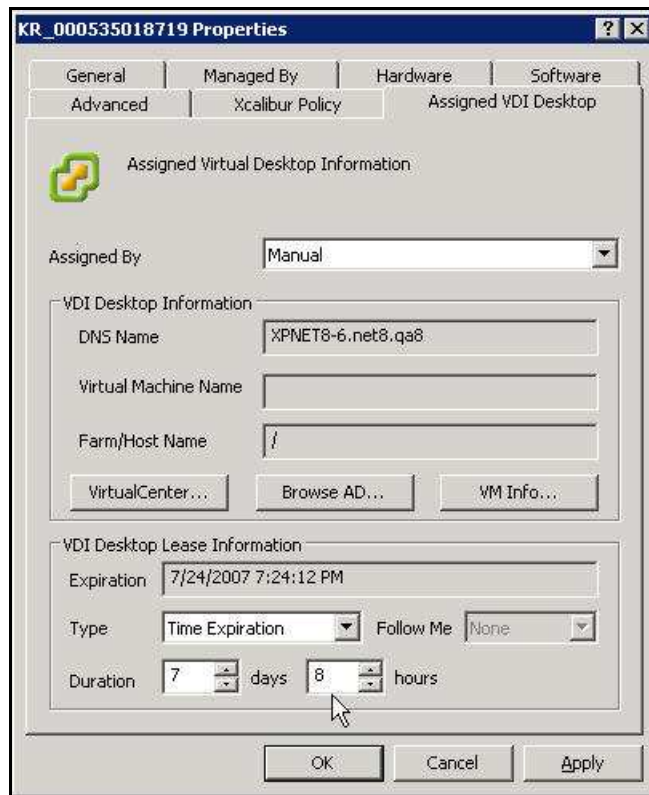 KR_000535018719 Properties
General Managed By Hardware Software
Advanced Xcalibur Policy Assigned VDI Desktop
Assigned Virtual Desktop Information
Assigned By Manual
VDI Desktop Information
DNS Name XPNET8-6.net8.qa8
Virtual Machine Name
Farm/Host Name /
VirtualCenter... Browse AD... VM Info...
VDI Desktop Lease Information
Expiration 7/24/2007 7:24:12 PM
Type Time Expiration Follow Me None
Duration 7 days 8 hours
OK Cancel Apply